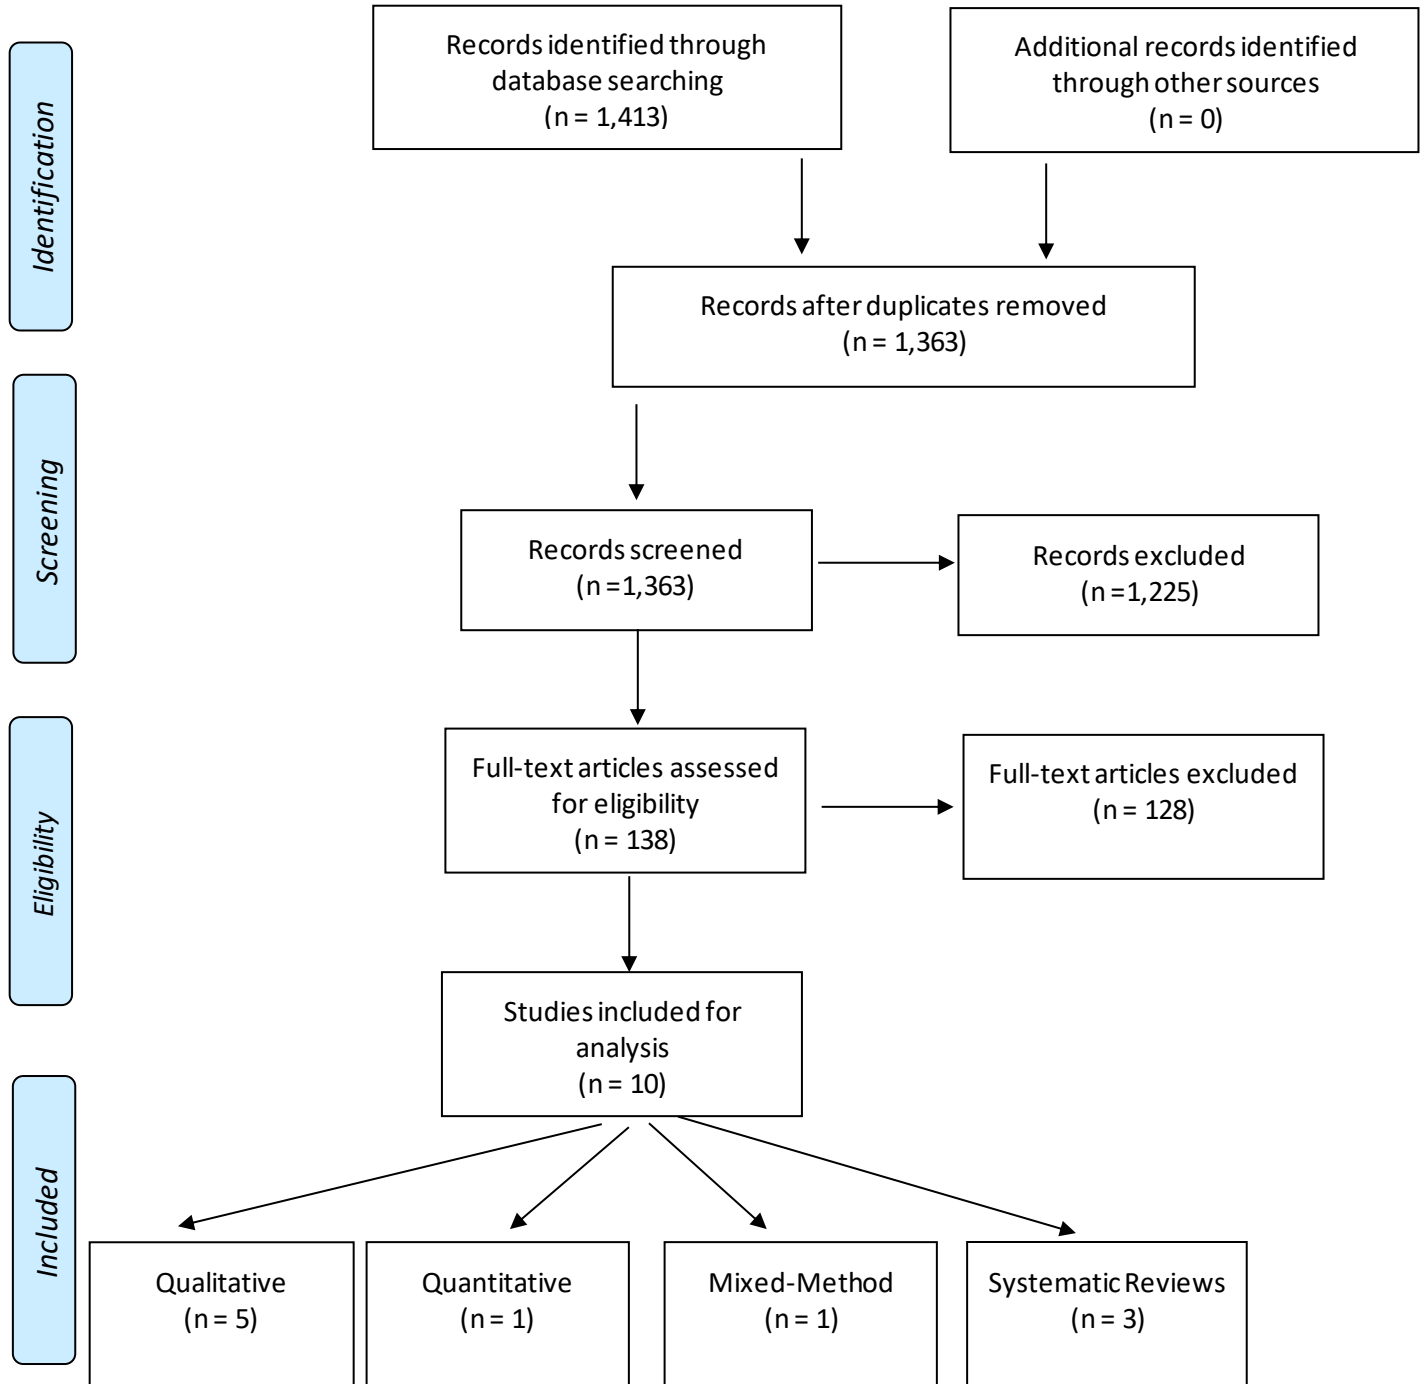 Identification
Records identified through
database searching
(n = 1,413)
Additional records identified
through other sources
(n = 0)
Records after duplicates removed
(n = 1,363)
Screening
Records screened
(n =1,363)
Records excluded
(n =1,225)
Eligibility
Full-text articles assessed
for eligibility
(n = 138)
Full-text articles excluded
(n = 128)
Studies included for
analysis
(n = 10)
Included
Qualitative
(n = 5)
Quantitative
(n = 1)
Mixed-Method
(n = 1)
Systematic Reviews
(n = 3)